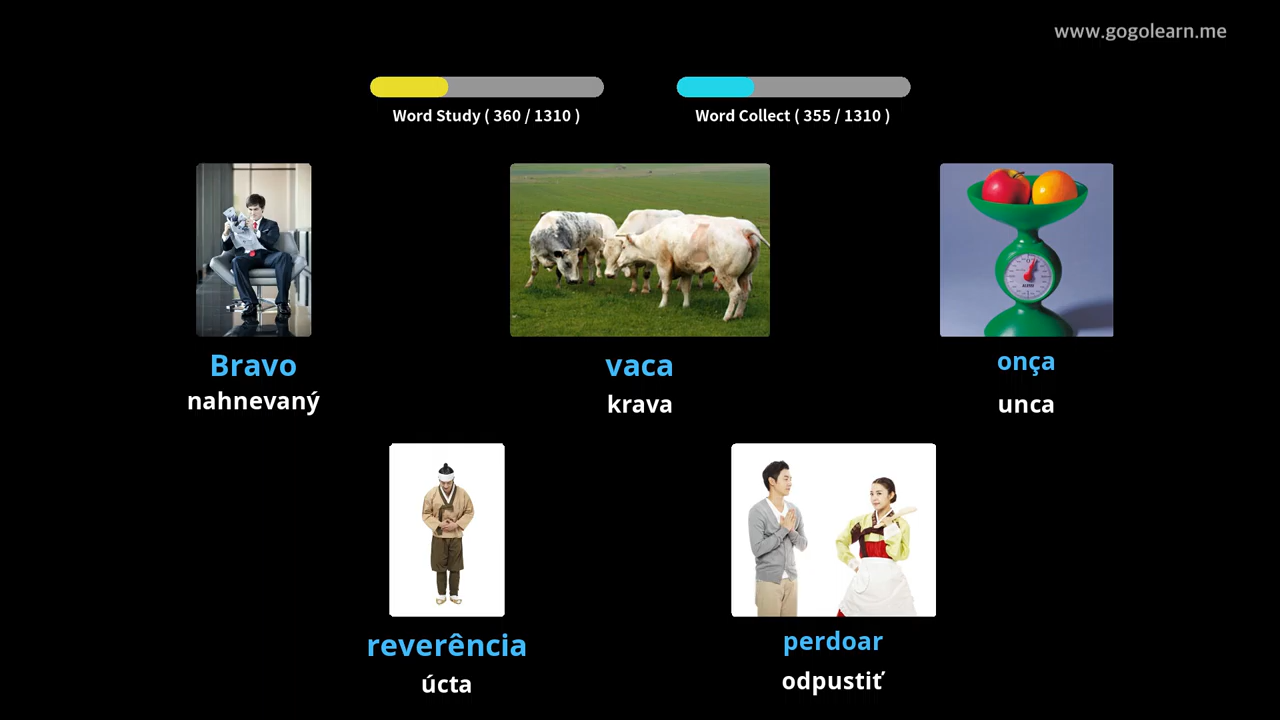 www.gogolearn.me
Word Study ( 360 / 1310 )
Word Collect ( 355 / 1310 )
Bravo
nahnevaný
vaca
krava
onça
unca
reverência
úcta
perdoar
odpustiť